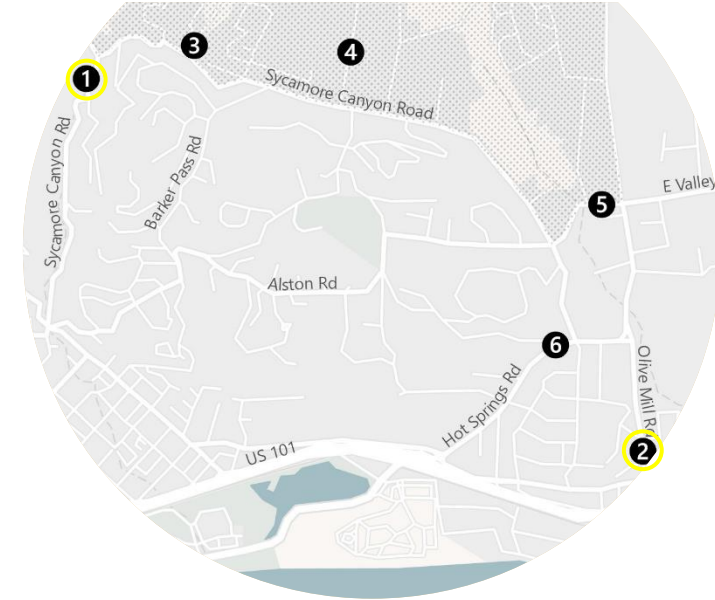 3
4
1
Sycamore Canyon Road
Sycamore Canyon Rd
Barker Pass Rd
E Valley
5
Alston Rd
6
Olive Mill Rd
Hot Springs Rd
US 101
2